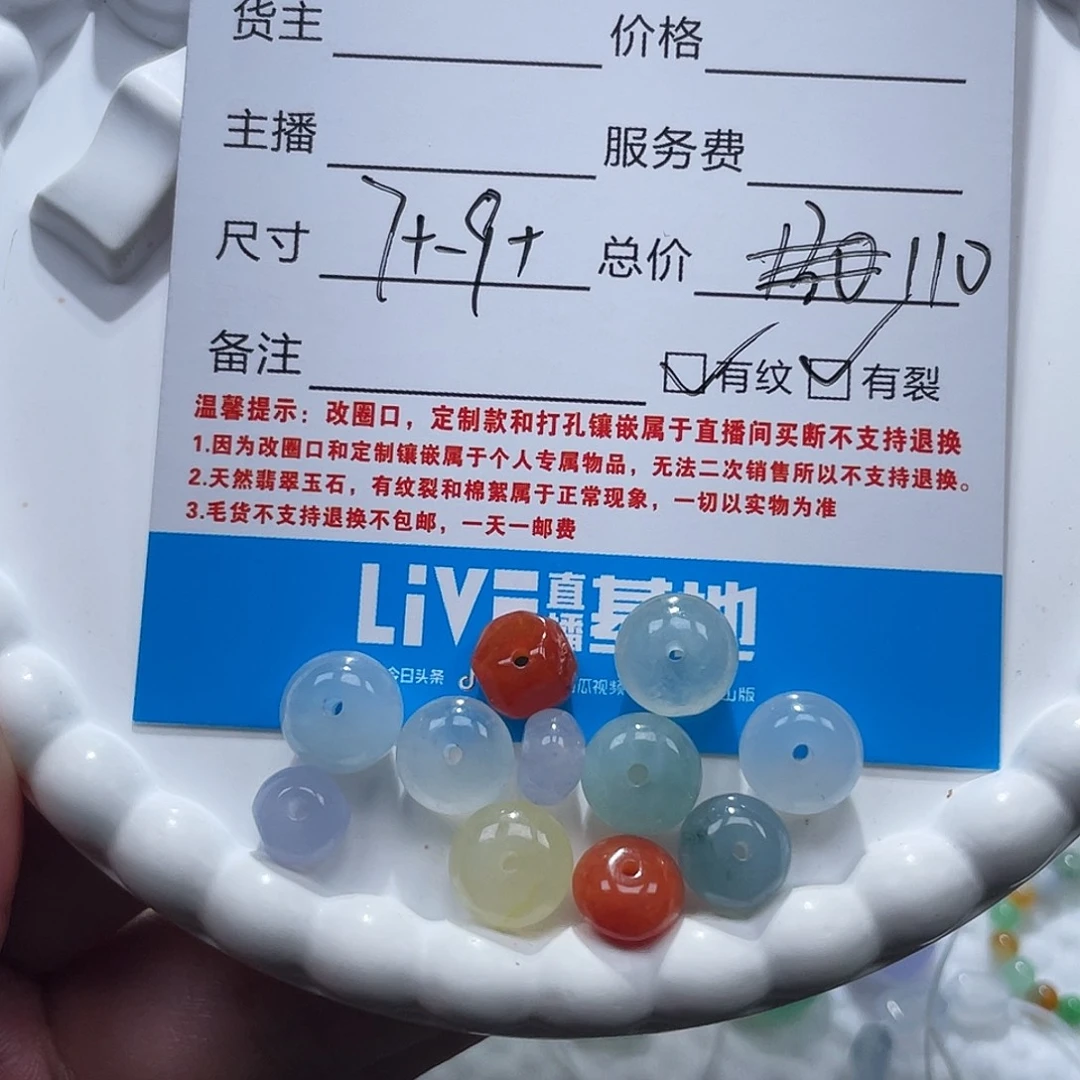 货主 价格
主播 服务费
尺寸 7+-9+ 总价 110
备注 有纹 有裂
温馨提示：改圈口，定制款和打孔镶嵌属于直播间买断不支持退换
1.因为改圈口和定制镶嵌属于个人专属物品，无法二次销售所以不支持退换。
2.天然翡翠玉石，有纹裂和棉絮属于正常现象，一切以实物为准
3.毛货不支持退换不包邮，一天一邮费
LiVE 直播 基地
今日头条 瓜视频 山版